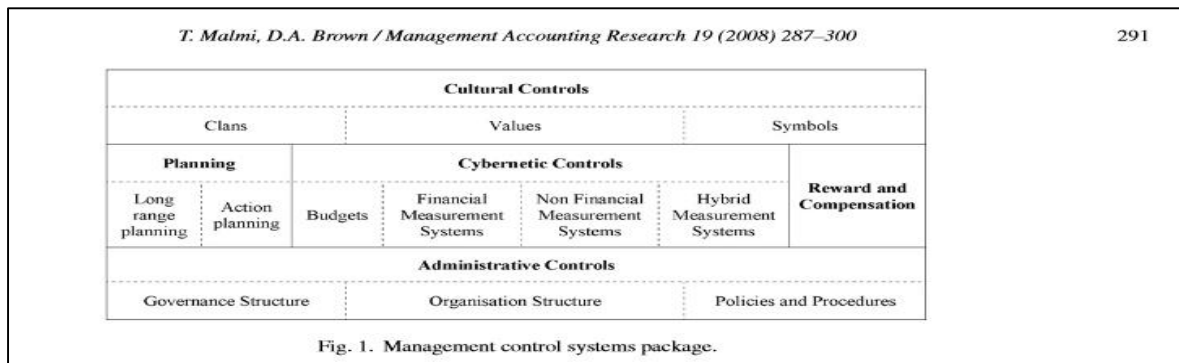 T. Malmi, D.A. Brown / Management Accounting Research 19 (2008) 287–300 291
Cultural Controls
Clans Values Symbols
Planning Cybernetic Controls Reward and Compensation
Long range planning Action planning Budgets Financial Measurement Systems Non Financial Measurement Systems Hybrid Measurement Systems
Administrative Controls
Governance Structure Organisation Structure Policies and Procedures
Fig. 1. Management control systems package.